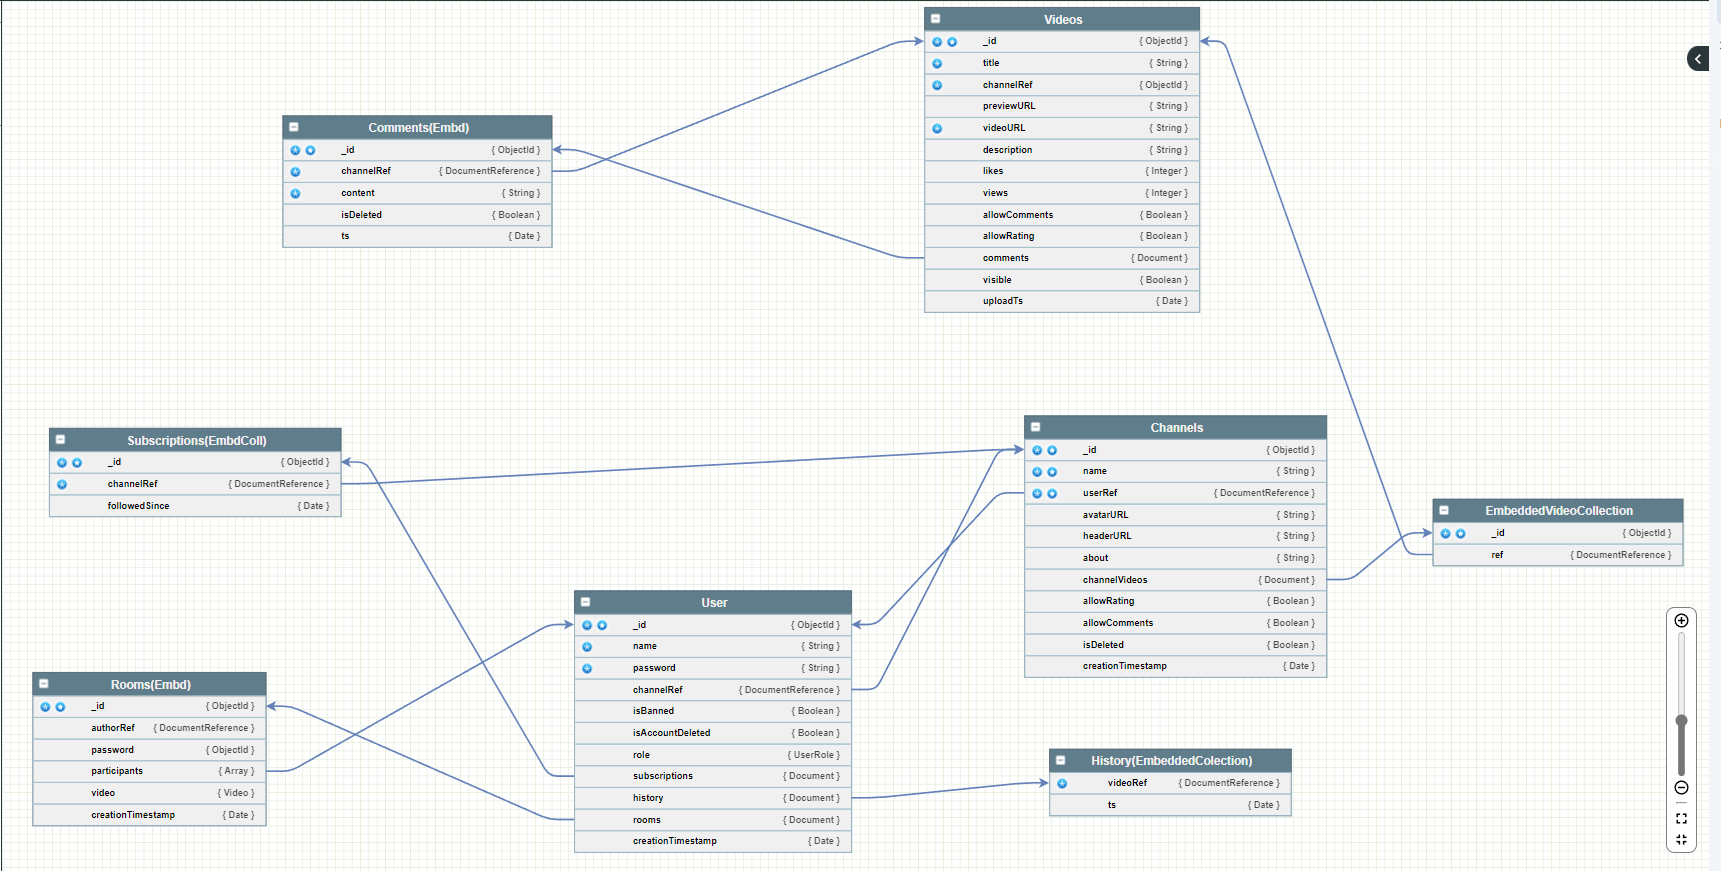 Videos
_id { ObjectId }
title { String }
channelRef { ObjectId }
previewURL { String }
videoURL { String }
description { String }
likes { Integer }
views { Integer }
allowComments { Boolean }
allowRating { Boolean }
comments { Document }
visible { Boolean }
uploadTs { Date }
Comments(Embd)
_id { ObjectId }
channelRef { DocumentReference }
content { String }
isDeleted { Boolean }
ts { Date }
Subscriptions(EmbdColl)
_id { ObjectId }
channelRef { DocumentReference }
followedSince { Date }
Channels
_id { ObjectId }
name { String }
userRef { DocumentReference }
avatarURL { String }
headerURL { String }
about { String }
channelVideos { Document }
allowRating { Boolean }
allowComments { Boolean }
isDeleted { Boolean }
creationTimestamp { Date }
EmbeddedVideoCollection
_id { ObjectId }
ref { DocumentReference }
User
_id { ObjectId }
name { String }
password { String }
channelRef { DocumentReference }
isBanned { Boolean }
isAccountDeleted { Boolean }
role { UserRole }
subscriptions { Document }
history { Document }
rooms { Document }
creationTimestamp { Date }
Rooms(Embd)
_id { ObjectId }
authorRef { DocumentReference }
password { ObjectId }
participants { Array }
video { Video }
creationTimestamp { Date }
History(EmbeddedColection)
videoRef { DocumentReference }
ts { Date }